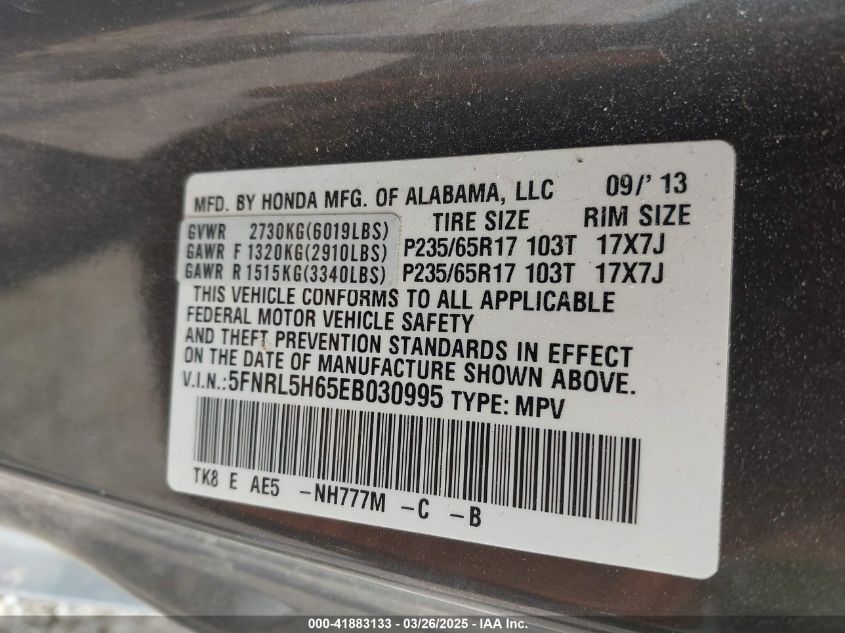 MFD. BY HONDA MFG. OF ALABAMA, LLC 09/' 13
TIRE SIZE RIM SIZE
GVWR 2730KG(6019LBS)
GAWR F 1320KG(2910LBS) P235/65R17 103T 17X7J
GAWR R 1515KG(3340LBS) P235/65R17 103T 17X7J
THIS VEHICLE CONFORMS TO ALL APPLICABLE
FEDERAL MOTOR VEHICLE SAFETY
AND THEFT PREVENTION STANDARDS IN EFFECT
ON THE DATE OF MANUFACTURE SHOWN ABOVE.
V.I.N.:5FNRL5H65EB030995 TYPE: MPV
TK8 E AE5 -NH777M -C -B
000-41883133 - 03/26/2025 - IAA Inc.